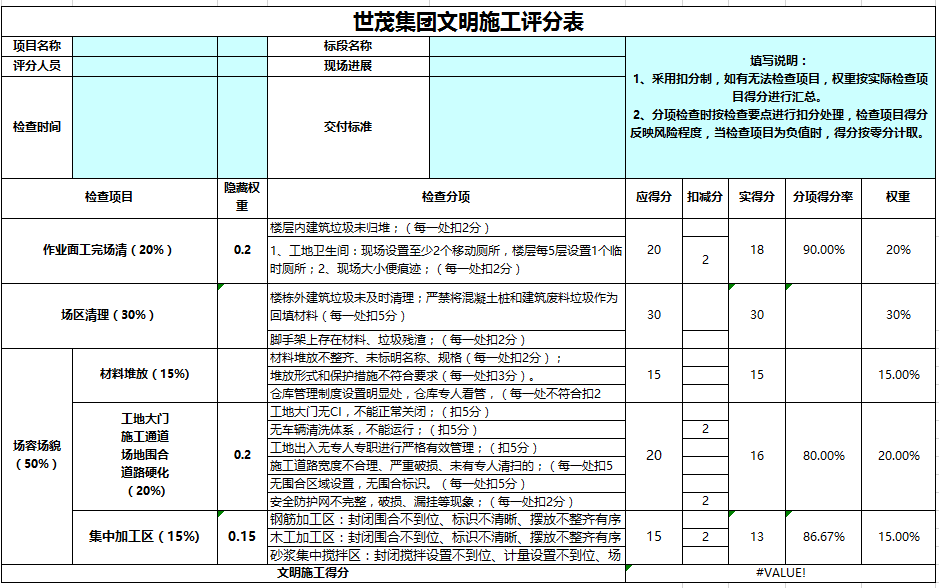 世茂集团文明施工评分表
项目名称 标段名称
评分人员 现场进展
检查时间 交付标准
填写说明：
1、采用扣分制，如有无法检查项目，权重按实际检查项
目得分进行汇总。
2、分项检查时按检查要点进行扣分处理，检查项目得分
反映风险程度，当检查项目为负值时，得分按零分计取。
检查项目 隐藏权重 检查分项 应得分 扣减分 实得分 分项得分率 权重
作业面工完场清（20%） 0.2 楼层内建筑垃圾未归堆；（每一处扣2分） 20 18 90.00% 20%
1、工地卫生间：现场设置至少2个移动厕所，楼层每5层设置1个临
时厕所；2、现场大小便痕迹；（每一处扣2分） 2
场区清理（30%） 楼栋外建筑垃圾未及时清理；严禁将混凝土桩和建筑废料垃圾作为
回填材料（每一处扣5分） 30 30 30%
脚手架上存在材料、垃圾残渣；（每一处扣2分）
场容场貌
（50%）
材料堆放（15%） 材料堆放不整齐、未标明名称、规格（每一处扣2分）；
堆放形式和保护措施不符合要求（每一处扣3分）。 15 15 15.00%
仓库管理制度设置明显处，仓库专人看管，（每一处不符合扣2
工地大门
施工通道
场地围合
道路硬化
（20%）
0.2 工地大门无CI，不能正常关闭；（扣5分）
无车辆清洗体系，不能运行；（扣5分） 2
工地出入无专人专职进行严格有效管理；（扣5分） 20 16 80.00% 20.00%
施工道路宽度不合理、严重破损、未有专人清扫的；（每一处扣5
无围合区域设置，无围合标识。（每一处扣5分）
安全防护网不完整，破损、漏挂等现象；（每一处扣2分） 2
集中加工区（15%） 0.15 钢筋加工区：封闭围合不到位、标识不清晰、摆放不整齐有序
木工加工区：封闭围合不到位、标识不清晰、摆放不整齐有序 15 2 13 86.67% 15.00%
砂浆集中搅拌区：封闭搅拌设置不到位、计量设置不到位、场
文明施工得分 #VALUE!